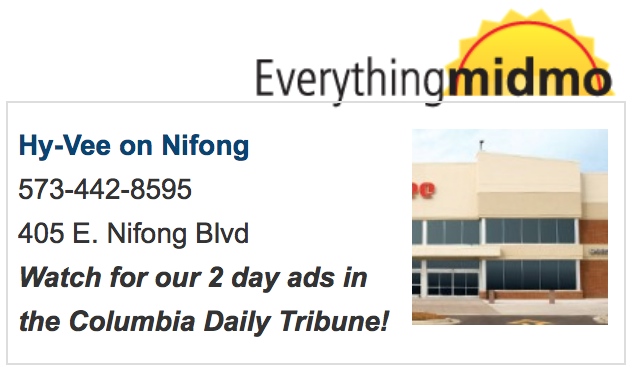 Everythingmidmo
Hy-Vee on Nifong
573-442-8595
405 E. Nifong Blvd
Watch for our 2 day ads in
the Columbia Daily Tribune!
ee